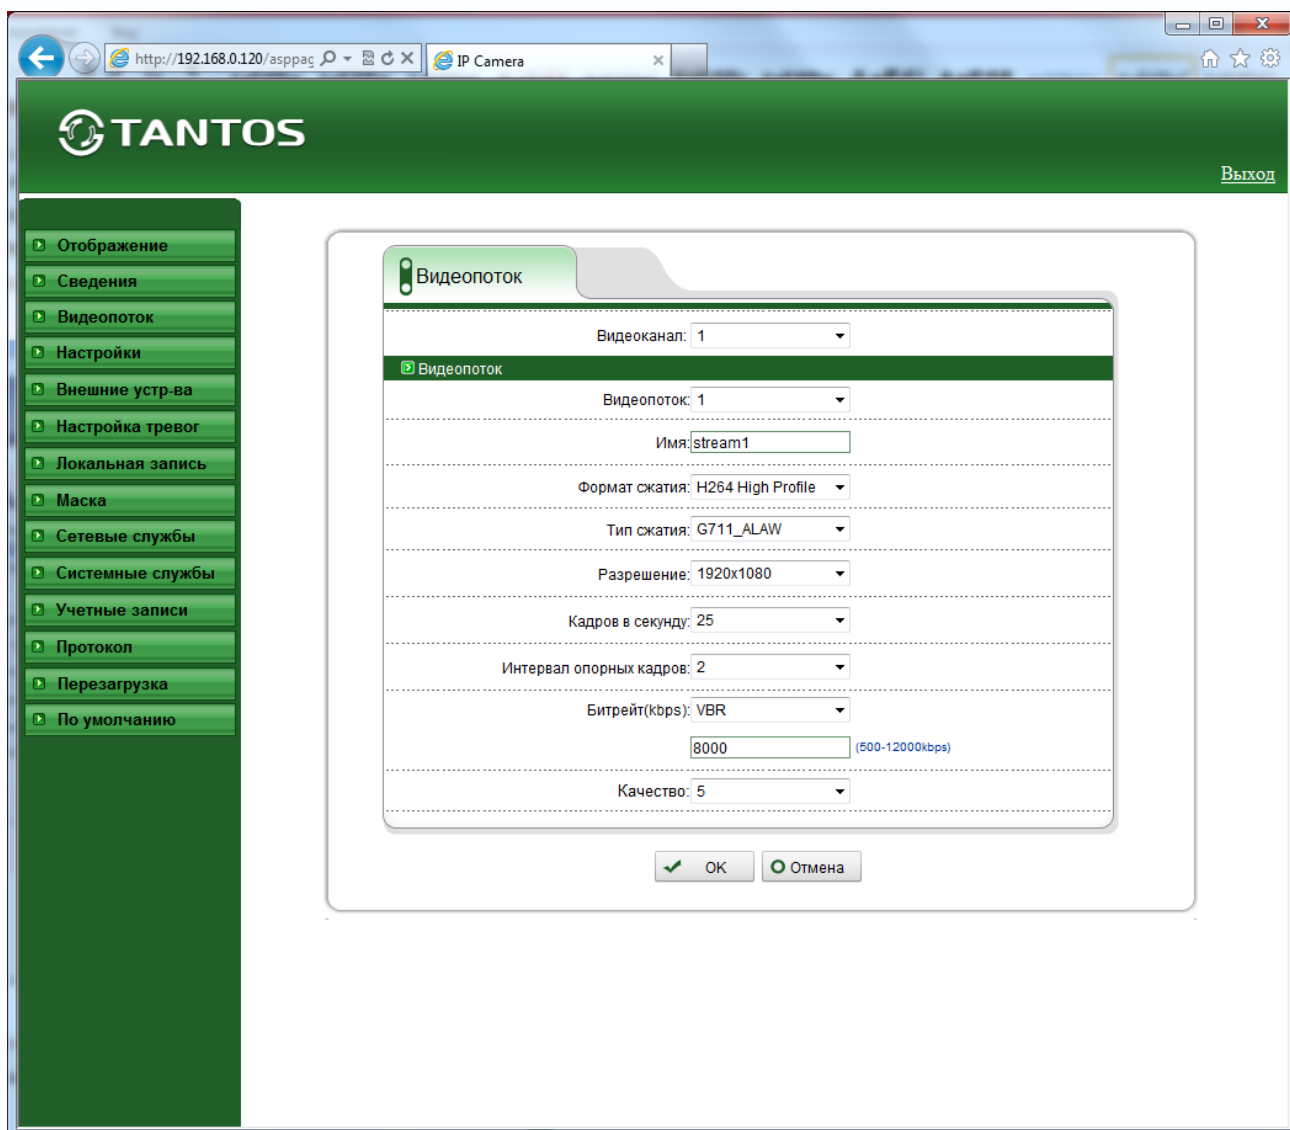 http://192.168.0.120/asppag
IP Camera
TANTOS
Выход
Отображение
Сведения
Видеопоток
Настройки
Внешние устр-ва
Настройка тревог
Локальная запись
Маска
Сетевые службы
Системные службы
Учетные записи
Протокол
Перезагрузка
По умолчанию
Видеопоток
Видеоканал: 1
Видеопоток
Видеопоток: 1
Имя: stream1
Формат сжатия: H264 High Profile
Тип сжатия: G711_ALAW
Разрешение: 1920x1080
Кадров в секунду: 25
Интервал опорных кадров: 2
Битрейт(kbps): VBR
8000 (500-12000kbps)
Качество: 5
OK
Отмена